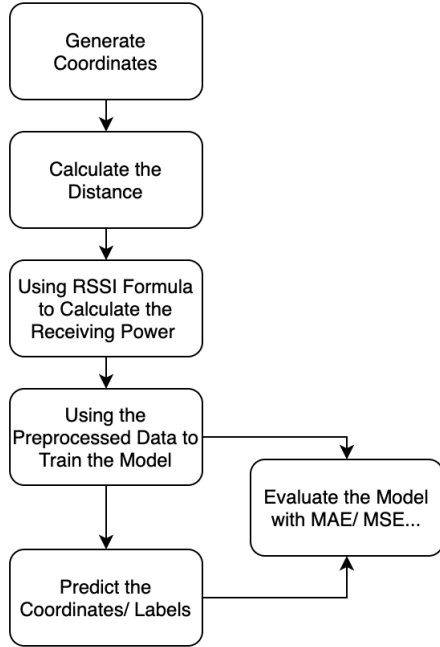 Generate
Coordinates
Calculate the
Distance
Using RSSI Formula
to Calculate the
Receiving Power
Using the
Preprocessed Data to
Train the Model
Evaluate the Model
with MAE/ MSE...
Predict the
Coordinates/ Labels